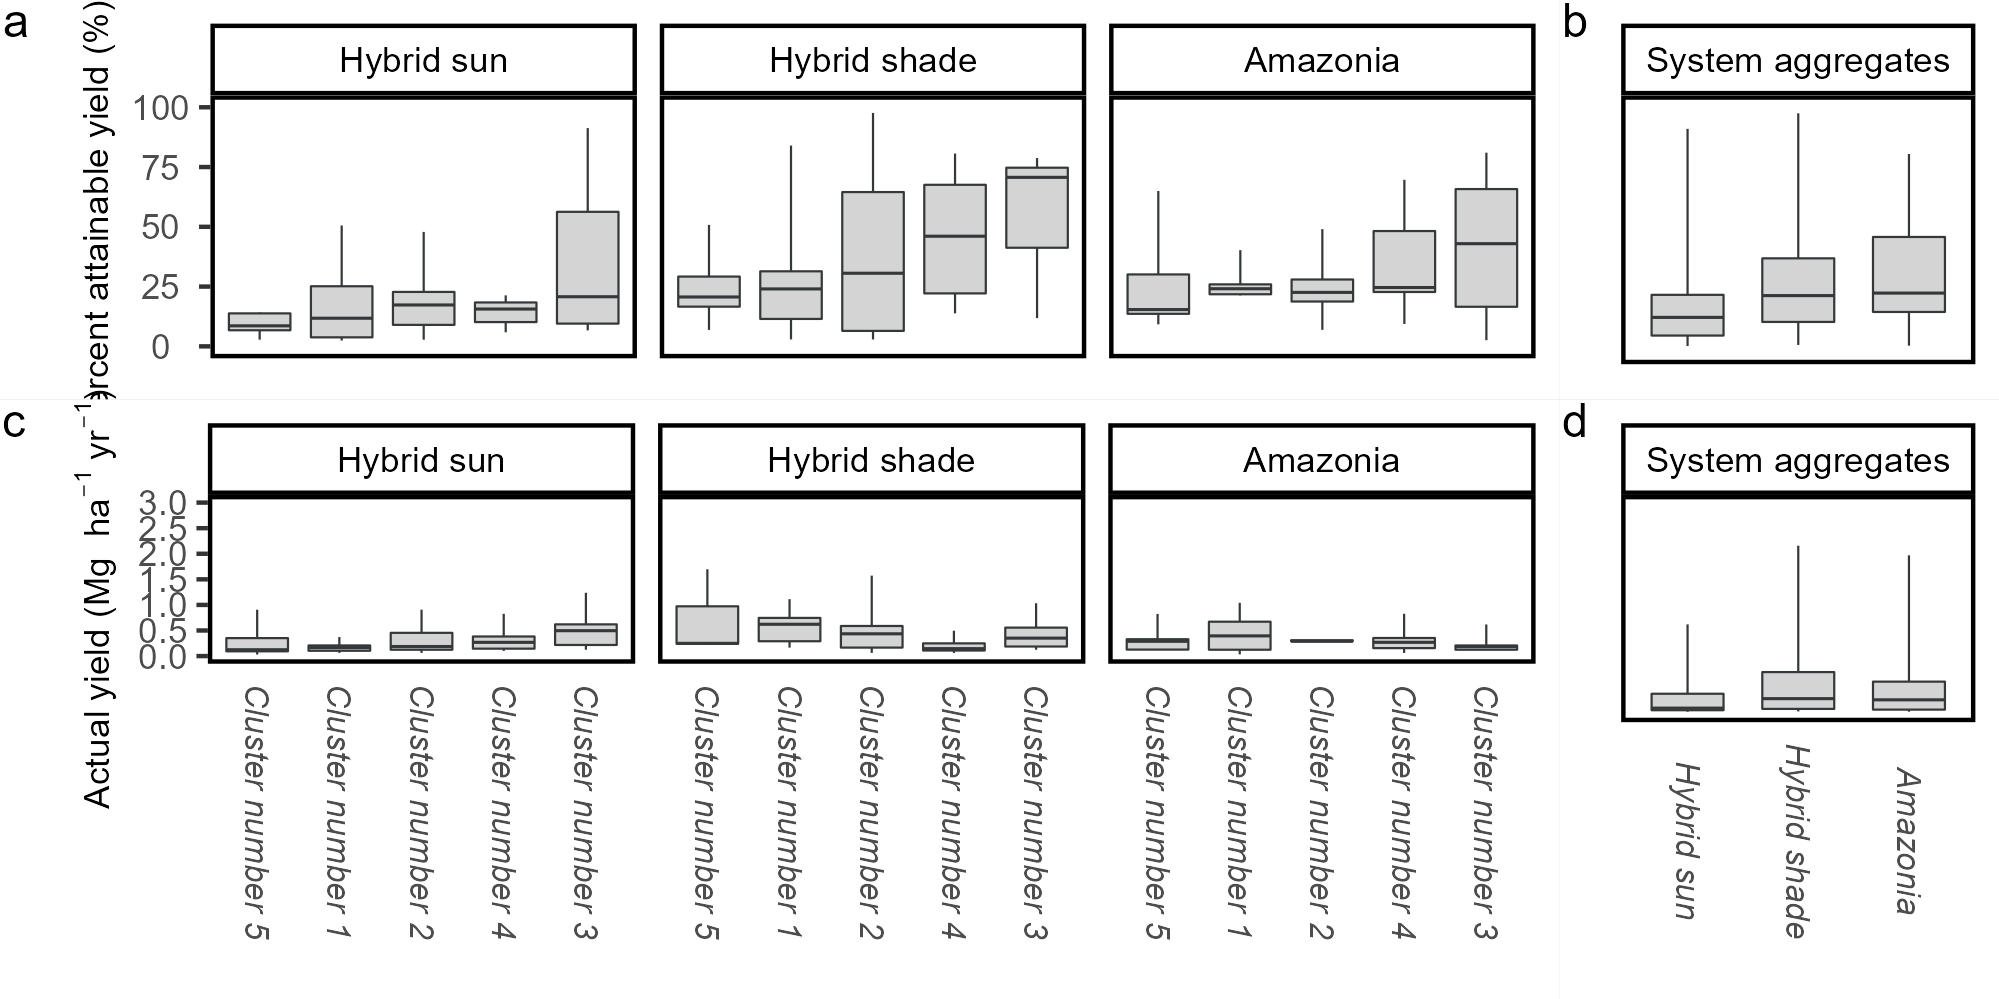 a
Hybrid sun
Hybrid shade
Amazonia
b
System aggregates
ercent attainable yield (%)
100
75
50
25
0
c
Hybrid sun
Hybrid shade
Amazonia
d
System aggregates
Actual yield (Mg ha⁻¹ yr⁻¹)
3.0
2.5
2.0
1.5
1.0
0.5
0.0
Cluster number 5
Cluster number 1
Cluster number 2
Cluster number 4
Cluster number 3
Cluster number 5
Cluster number 1
Cluster number 2
Cluster number 4
Cluster number 3
Cluster number 5
Cluster number 1
Cluster number 2
Cluster number 4
Cluster number 3
Hybrid sun
Hybrid shade
Amazonia